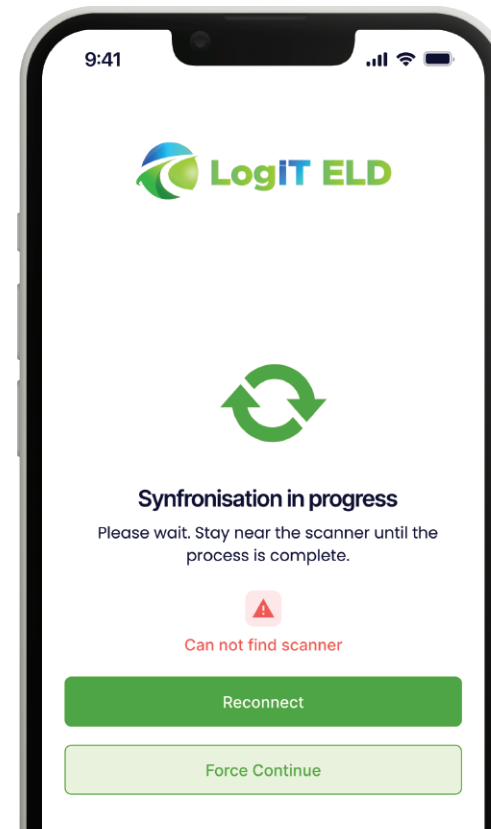 9:41
LogiT ELD
Synfronisation in progress
Please wait. Stay near the scanner until the
process is complete.
Can not find scanner
Reconnect
Force Continue